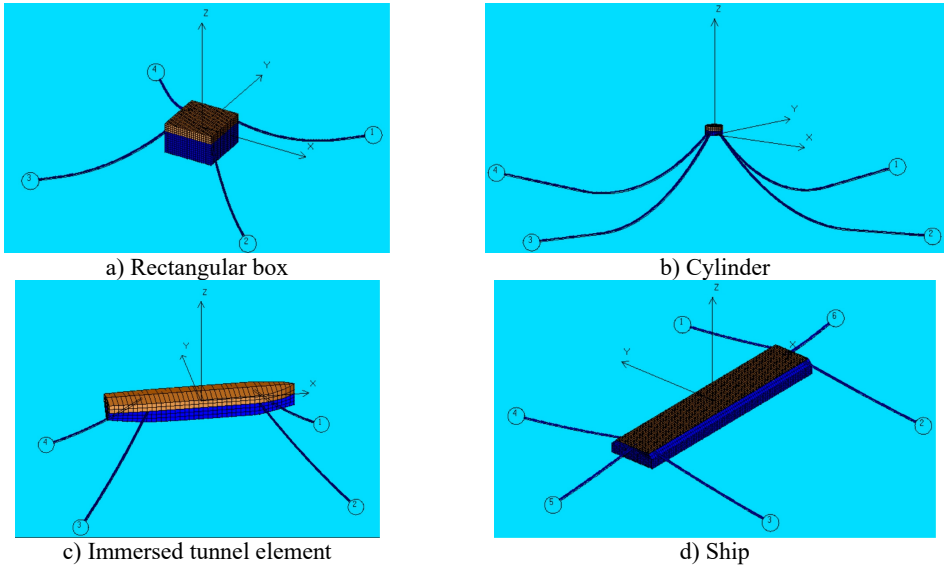 Z
Y
4
1
X
3
2
a) Rectangular box
Z
Y
X
4
1
3
2
b) Cylinder
Z
Y
X
1
4
2
3
c) Immersed tunnel element
Z
6
1
X
Y
4
2
5
3
d) Ship